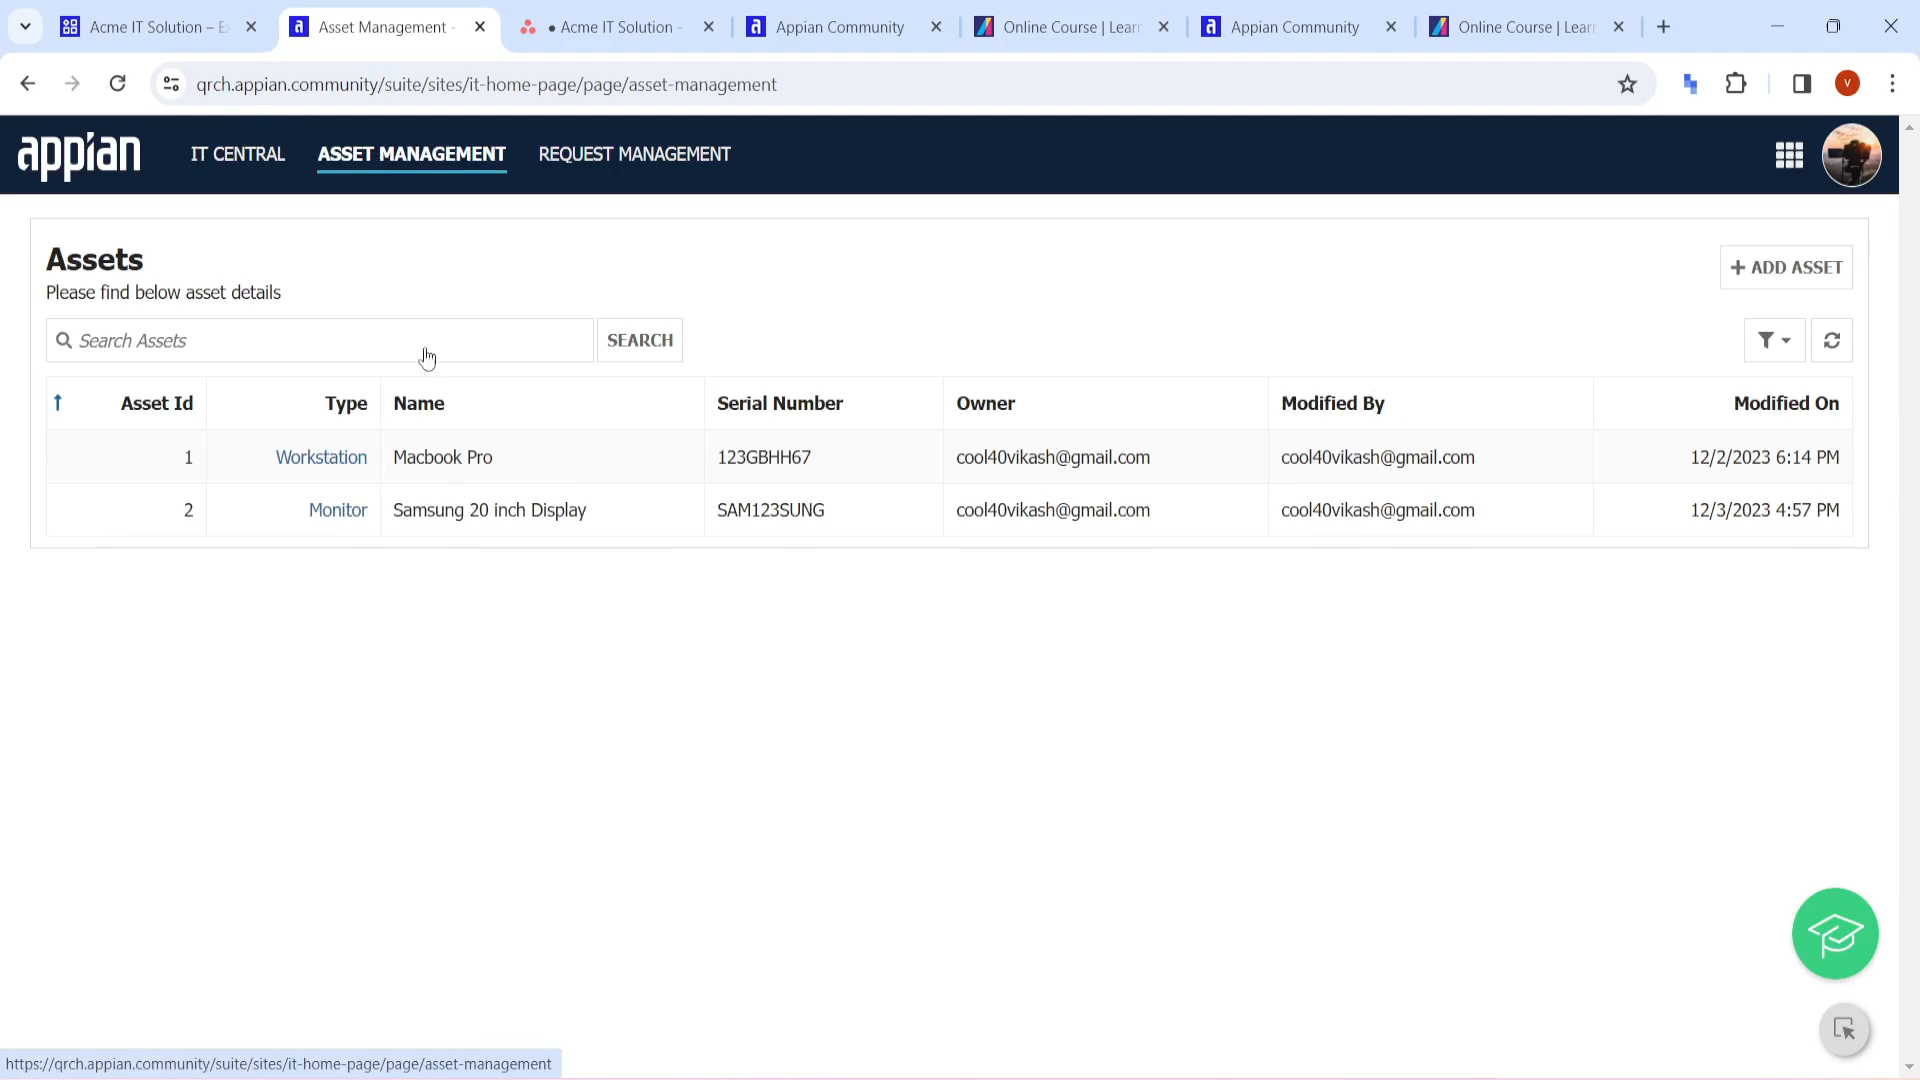 Acme IT Solution – E
Asset Management -
• Acme IT Solution -
Appian Community
Online Course | Lear
Appian Community
Online Course | Lear
qrch.appian.community/suite/sites/it-home-page/page/asset-management
V
appian
IT CENTRAL
ASSET MANAGEMENT
REQUEST MANAGEMENT
Assets
Please find below asset details
+ ADD ASSET
Search Assets
SEARCH
Asset Id Type Name Serial Number Owner Modified By Modified On
1 Workstation Macbook Pro 123GBHH67 cool40vikash@gmail.com cool40vikash@gmail.com 12/2/2023 6:14 PM
2 Monitor Samsung 20 inch Display SAM123SUNG cool40vikash@gmail.com cool40vikash@gmail.com 12/3/2023 4:57 PM
https://qrch.appian.community/suite/sites/it-home-page/page/asset-management